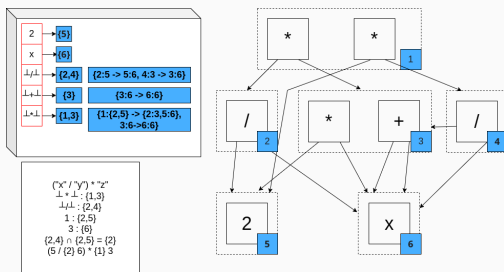 2 {5}
x {6}
⊥/⊥ {2,4} {2:5 -> 5:6, 4:3 -> 3:6}
⊥+⊥ {3} {3:6 -> 6:6}
⊥*⊥ {1,3} {1:{2,5} -> {2:3,5:6},
3:6->6:6}
("x" / "y") * "z"
⊥ * ⊥ : {1,3}
⊥/⊥ : {2,4}
1 : {2,5}
3 : {6}
{2,4} ∩ {2,5} = {2}
(5 / {2} 6) * {1} 3
* * 1
/ 2
* + 3
/ 4
2 5
x 6